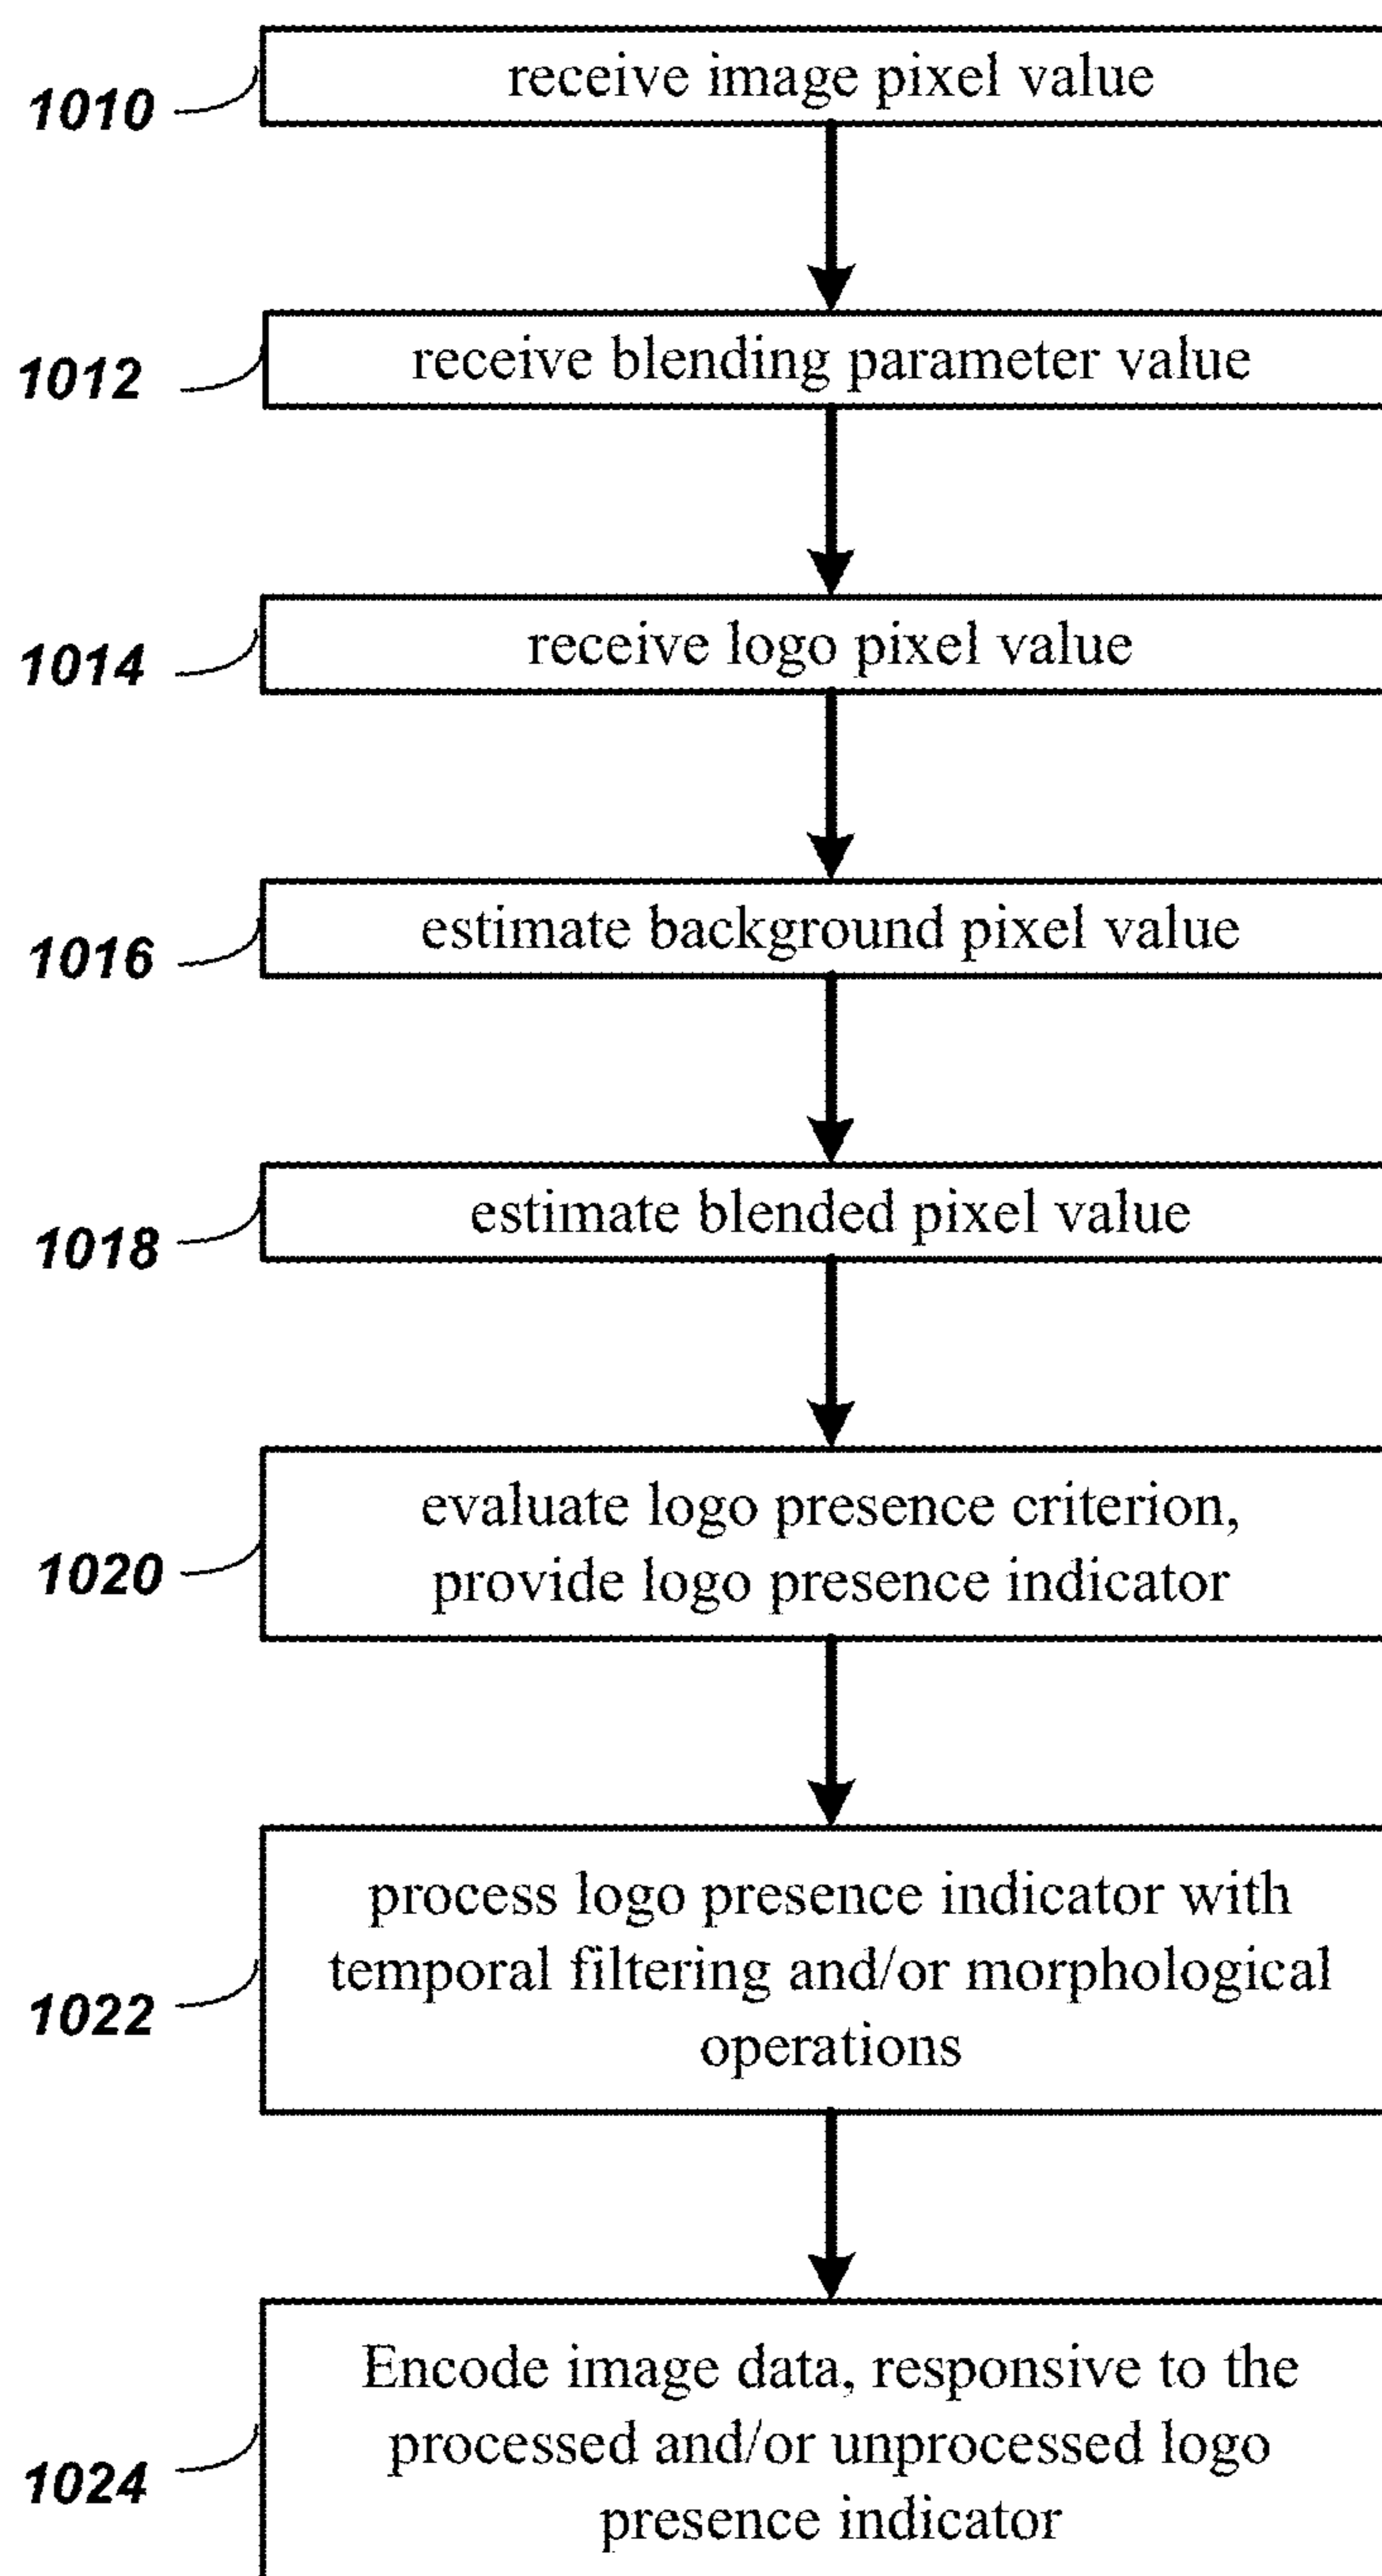 receive image pixel value
1010
receive blending parameter value
1012
receive logo pixel value
1014
estimate background pixel value
1016
estimate blended pixel value
1018
evaluate logo presence criterion,
provide logo presence indicator
1020
process logo presence indicator with
temporal filtering and/or morphological
operations
1022
Encode image data, responsive to the
processed and/or unprocessed logo
presence indicator
1024